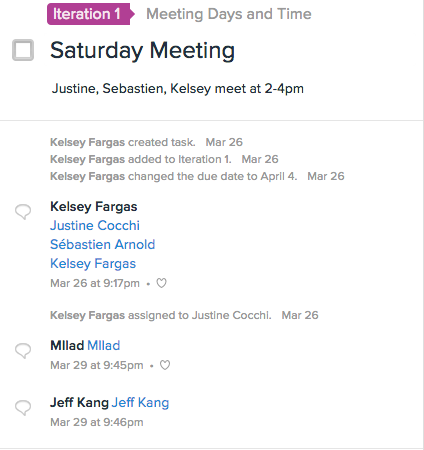 Iteration 1 Meeting Days and Time
Saturday Meeting
Justine, Sebastien, Kelsey meet at 2-4pm
Kelsey Fargas created task. Mar 26
Kelsey Fargas added to Iteration 1. Mar 26
Kelsey Fargas changed the due date to April 4. Mar 26
Kelsey Fargas
Justine Cocchi
Sébastien Arnold
Kelsey Fargas
Mar 26 at 9:17pm •
Kelsey Fargas assigned to Justine Cocchi. Mar 26
MIlad MIlad
Mar 29 at 9:45pm •
Jeff Kang Jeff Kang
Mar 29 at 9:46pm